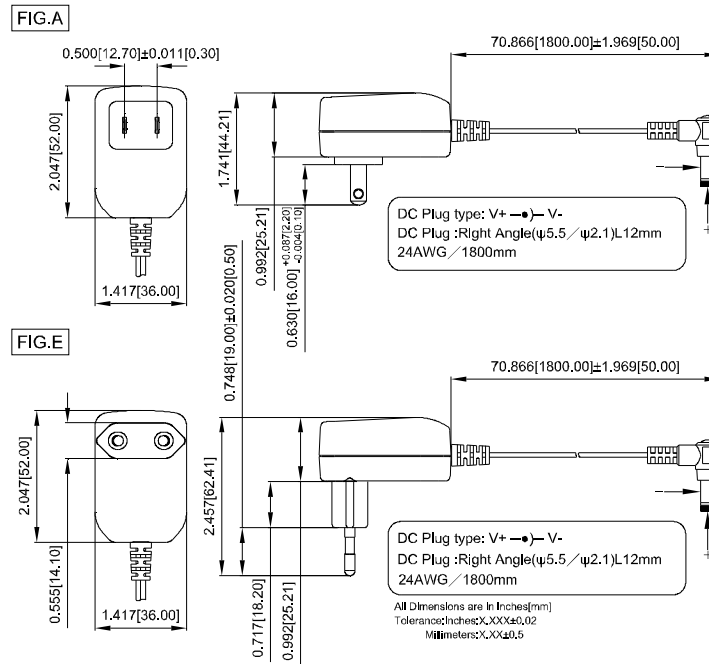 FIG.A
0.500[12.70]±0.011[0.30]
70.866[1800.00]±1.969[50.00]
2.047[52.00]
1.741[44.21]
0.992[25.21]
0.630[16.00] +0.087[2.20]
-0.004[0.10]
1.417[36.00]
DC Plug type: V+ —●)— V-
DC Plug :Right Angle(ψ5.5／ψ2.1)L12mm
24AWG／1800mm
−
+
FIG.E
0.748[19.00]±0.020[0.50]
70.866[1800.00]±1.969[50.00]
2.047[52.00]
0.555[14.10]
1.417[36.00]
2.457[62.41]
0.717[18.20]
0.992[25.21]
DC Plug type: V+ —●)— V-
DC Plug :Right Angle(ψ5.5／ψ2.1)L12mm
24AWG／1800mm
−
+
All Dimensions are In Inches[mm]
Tolerance:Inches:X.XXX±0.02
Millimeters:X.XX±0.5